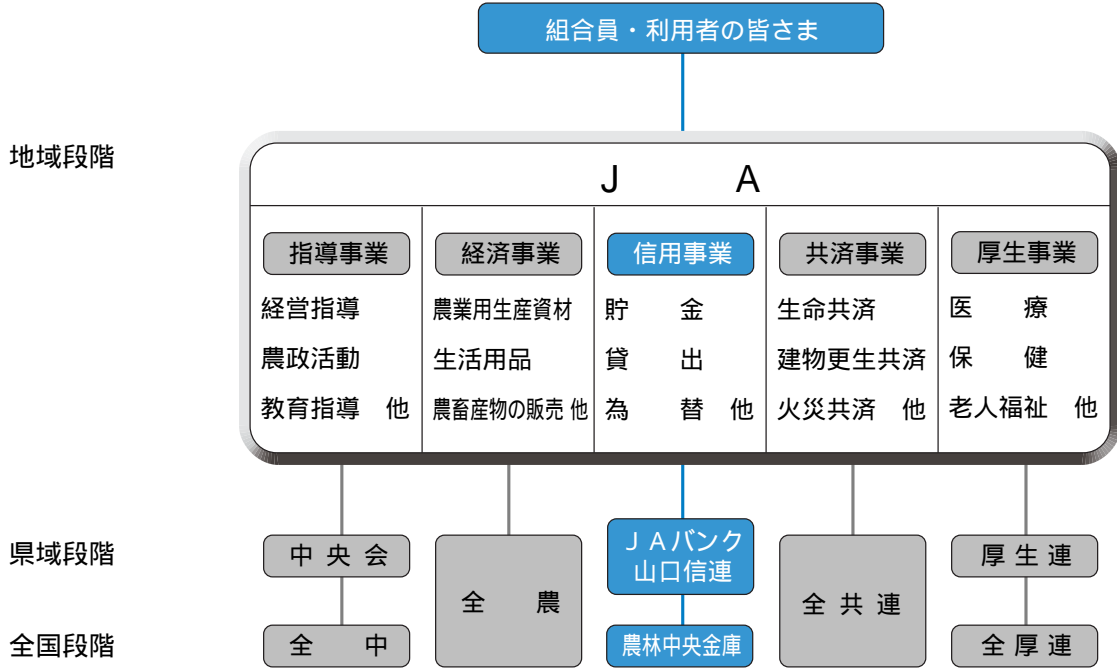 組合員・利用者の皆さま
地域段階
J A
指導事業
経営指導
農政活動
教育指導 他
経済事業
農業用生産資材
生活用品
農畜産物の販売 他
信用事業
貯 金
貸 出
為 替 他
共済事業
生命共済
建物更生共済
火災共済 他
厚生事業
医 療
保 健
老人福祉 他
県域段階
中央会
全 農
ＪＡバンク
山口信連
全共連
厚生連
全国段階
全 中
農林中央金庫
全厚連